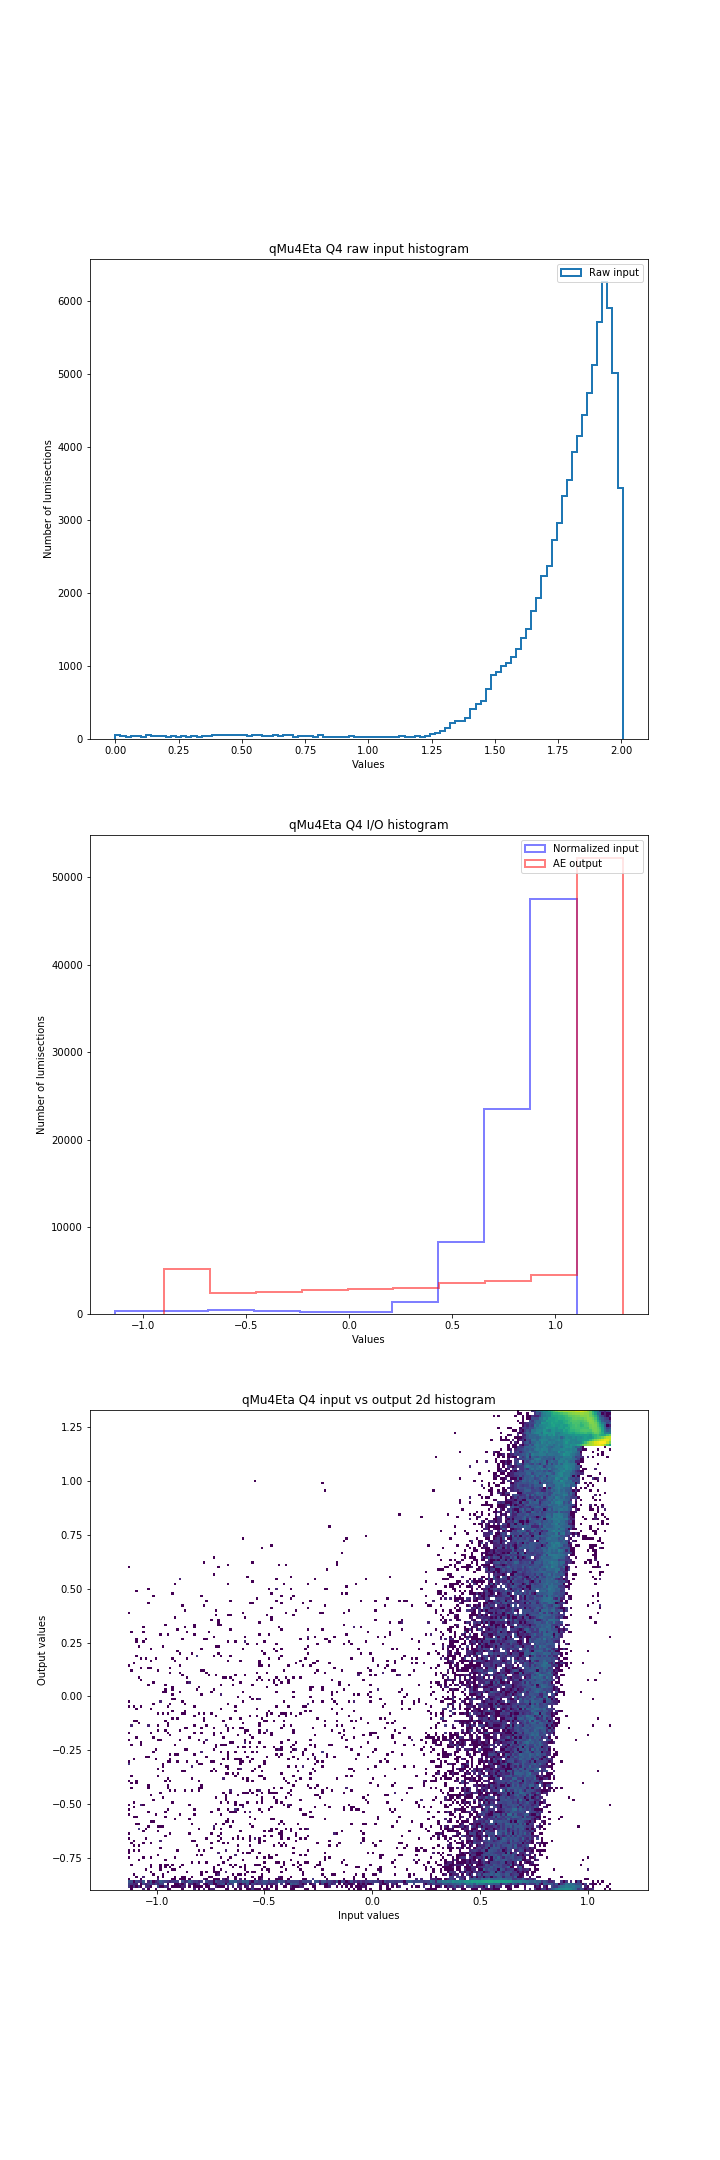 qMu4Eta Q4 raw input histogram
Raw input
6000
5000
4000
3000
2000
1000
0
Number of lumisections
0.00 0.25 0.50 0.75 1.00 1.25 1.50 1.75 2.00
Values
qMu4Eta Q4 I/O histogram
Normalized input
AE output
50000
40000
30000
20000
10000
0
Number of lumisections
−1.0 −0.5 0.0 0.5 1.0
Values
qMu4Eta Q4 input vs output 2d histogram
1.25
1.00
0.75
0.50
0.25
0.00
−0.25
−0.50
−0.75
Output values
−1.0 −0.5 0.0 0.5 1.0
Input values